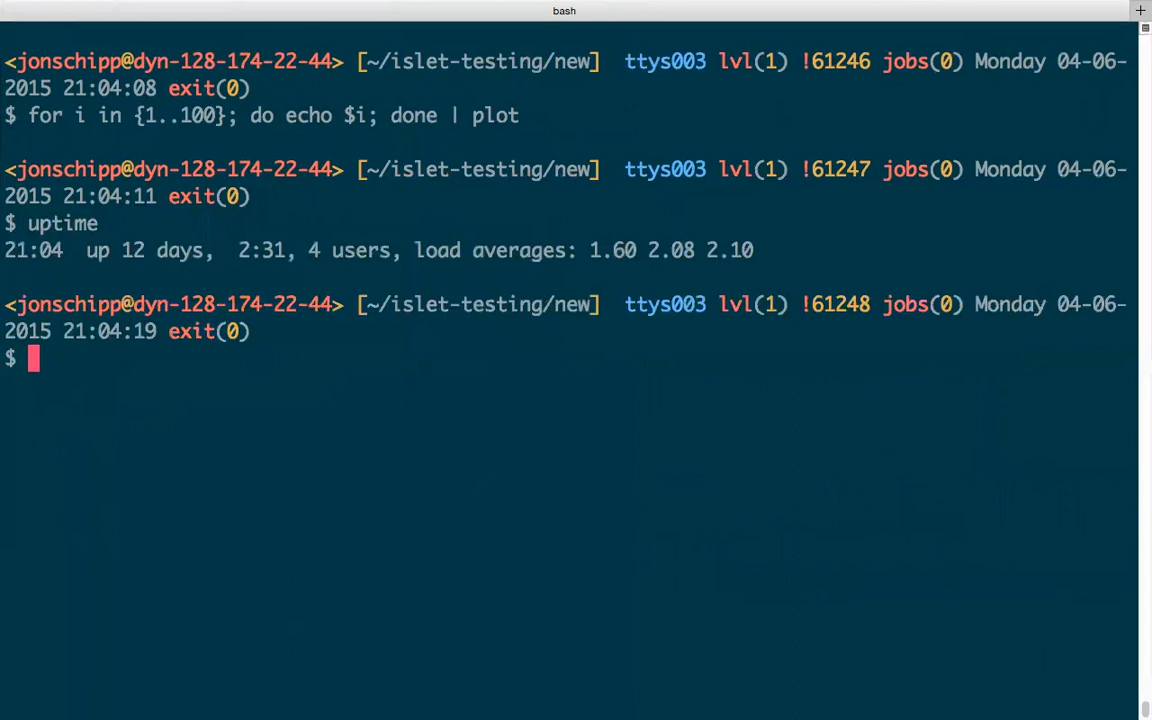 bash
<jonschipp@dyn-128-174-22-44> [~/islet-testing/new]  ttys003 lvl(1) !61246 jobs(0) Monday 04-06-
2015 21:04:08 exit(0)
$ for i in {1..100}; do echo $i; done | plot
<jonschipp@dyn-128-174-22-44> [~/islet-testing/new]  ttys003 lvl(1) !61247 jobs(0) Monday 04-06-
2015 21:04:11 exit(0)
$ uptime
21:04  up 12 days,  2:31, 4 users, load averages: 1.60 2.08 2.10
<jonschipp@dyn-128-174-22-44> [~/islet-testing/new]  ttys003 lvl(1) !61248 jobs(0) Monday 04-06-
2015 21:04:19 exit(0)
$